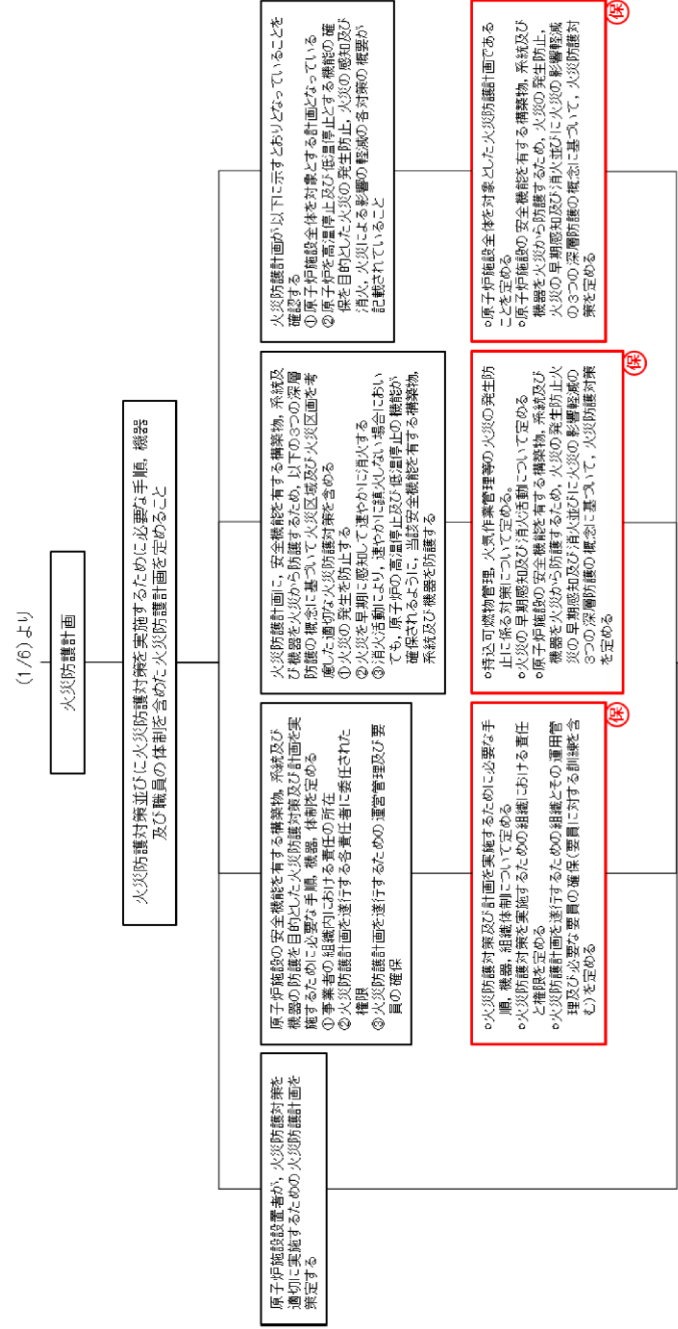 (1/6)より
火災防護計画
火災防護対策並びに火災防護対策を実施するために必要な手順，機器
及び職員の体制を含めた火災防護計画を定めること
原子炉施設設置者が，火災防護対策を
適切に実施するための火災防護計画を
策定する
原子炉施設の安全機能を有する構築物，系統及び
機器の防護を目的とした火災防護対策及び計画を実
施するために必要な手順，機器，体制を定める
①事業者の組織内における責任の所在
②火災防護計画を遂行する各責任者に委任された
権限
③火災防護計画を遂行するための運営管理及び要
員の確保
火災防護計画に，安全機能を有する構築物，系統及
び機器を火災から防護するため，以下の3つの深層
防護の概念に基づいて火災区域及び火災区画を考
慮した適切な火災防護対策を含める
①火災の発生を防止する
②火災を早期に感知して速やかに消火する
③消火活動により，速やかに鎮火しない場合におい
ても，原子炉の高温停止及び低温停止の機能が
確保されるように，当該安全機能を有する構築物，
系統及び機器を防護する
火災防護計画が以下に示すとおりとなっていることを
確認する
①原子炉施設全体を対象とする計画となっている
②原子炉を高温停止及び低温停止とする機能の確
保を目的とした火災の発生防止，火災の感知及び
消火，火災による影響の軽減の各対策の概要が
記載されていること
○火災防護対策及び計画を実施するために必要な手
順，機器，組織体制について定める
○火災防護対策を実施するための組織における責任
と権限を定める
○火災防護計画を遂行するための組織とその運用管
理及び必要な要員の確保(要員に対する訓練を含
む)を定める
保
○持込可燃物管理，火気作業管理等の火災の発生防
止に係る対策について定める。
○火災の早期感知及び消火活動について定める
○原子炉施設の安全機能を有する構築物，系統及び
機器を火災から防護するため，火災の発生防止火
災の早期感知及び消火並びに火災の影響軽減の
3つの深層防護の概念に基づいて，火災防護対策
を定める
保
○原子炉施設全体を対象とした火災防護計画である
ことを定める
○原子炉施設の安全機能を有する構築物，系統及び
機器を火災から防護するため，火災の発生防止，
火災の早期感知及び消火並びに火災の影響軽減
の3つの深層防護の概念に基づいて，火災防護対
策を定める
保